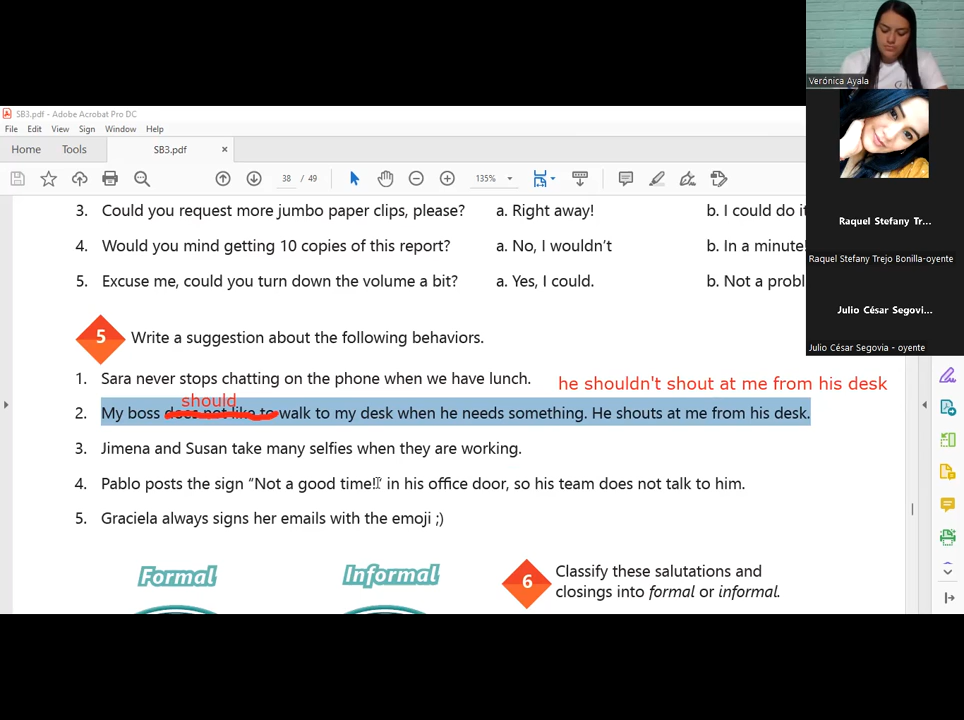 SB3.pdf - Adobe Acrobat Pro DC
Verónica Ayala
File Edit View Sign Window Help
Home Tools SB3.pdf ×
38 / 49 135%
3. Could you request more jumbo paper clips, please? a. Right away! b. I could do it
Raquel Stefany Tr...
4. Would you mind getting 10 copies of this report? a. No, I wouldn't b. In a minute!
Raquel Stefany Trejo Bonilla-oyente
5. Excuse me, could you turn down the volume a bit? a. Yes, I could. b. Not a probl
Julio César Segovi...
Julio César Segovia - oyente
5 Write a suggestion about the following behaviors.
1. Sara never stops chatting on the phone when we have lunch.
he shouldn't shout at me from his desk
should
2. My boss does not like to walk to my desk when he needs something. He shouts at me from his desk.
3. Jimena and Susan take many selfies when they are working.
4. Pablo posts the sign “Not a good time!” in his office door, so his team does not talk to him.
5. Graciela always signs her emails with the emoji ;)
Formal Informal
6 Classify these salutations and
closings into formal or informal.